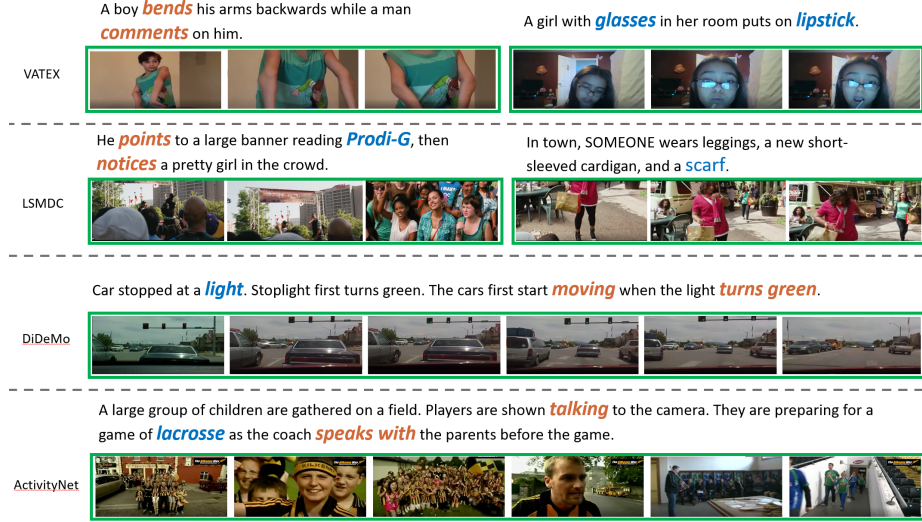 A boy bends his arms backwards while a man
comments on him.
A girl with glasses in her room puts on lipstick.
VATEX
He points to a large banner reading Prodi-G, then
notices a pretty girl in the crowd.
In town, SOMEONE wears leggings, a new short-
sleeved cardigan, and a scarf.
LSMDC
Car stopped at a light. Stoplight first turns green. The cars first start moving when the light turns green.
DiDeMo
A large group of children are gathered on a field. Players are shown talking to the camera. They are preparing for a
game of lacrosse as the coach speaks with the parents before the game.
ActivityNet